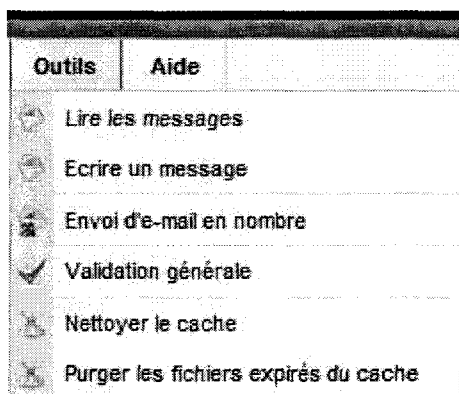 Outils Aide
Lire les messages
Ecrire un message
Envoi d'e-mail en nombre
Validation générale
Nettoyer le cache
Purger les fichiers expirés du cache